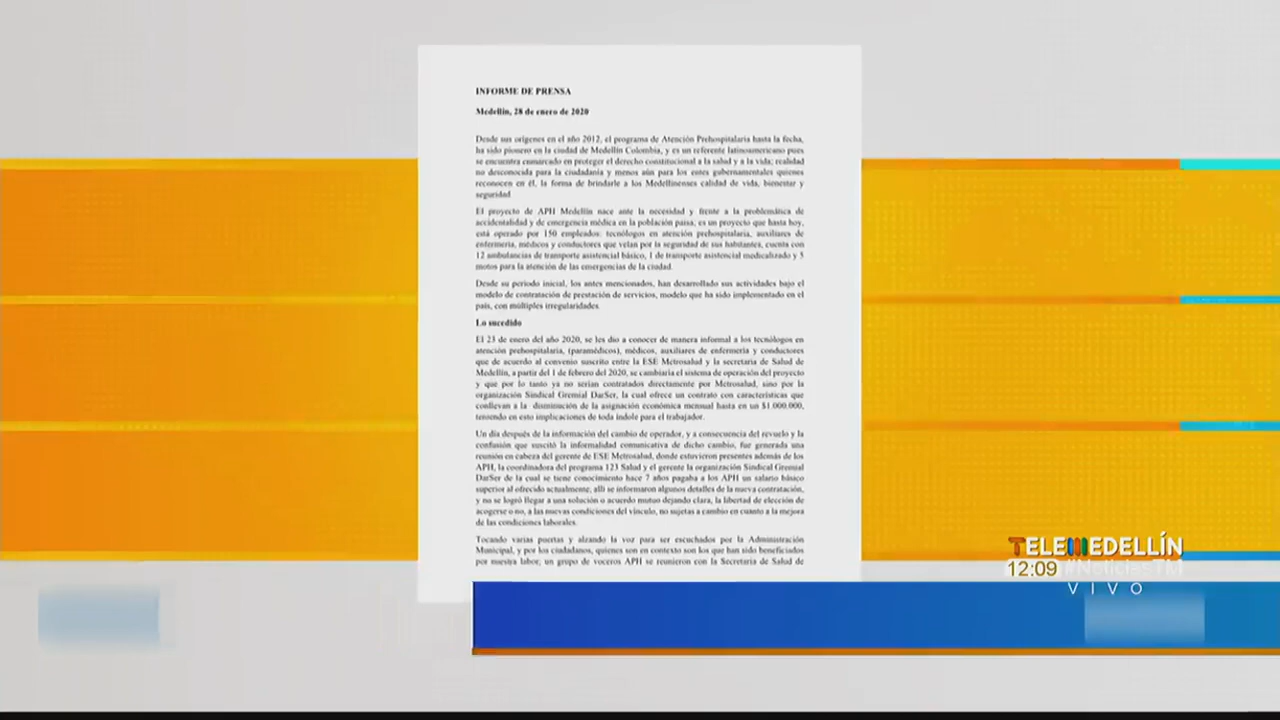 INFORME DE PRENSA
Medellín, 28 de enero de 2020
Desde sus orígenes en el año 2012, el programa de Atención Prehospitalaria hasta la fecha,
ha sido pionero en la ciudad de Medellín Colombia, y es un referente latinoamericano pues
se encuentra enmarcado en proteger el derecho constitucional a la salud y a la vida; realidad
no desconocida para la ciudadanía y menos aún para los entes gubernamentales quienes
reconocen en él, la forma de brindarle a los Medellinenses calidad de vida, bienestar y
seguridad
El proyecto de APH Medellín nace ante la necesidad y frente a la problemática de
accidentalidad y de emergencia médica en la población paisa, es un proyecto que hasta hoy,
está operado por 150 empleados: tecnólogos en atención prehospitalaria, auxiliares de
enfermería, médicos y conductores que velan por la seguridad de sus habitantes, cuenta con
12 ambulancias de transporte asistencial básico, 1 de transporte asistencial medicalizado y 5
motos para la atención de las emergencias de la ciudad.
Desde su periodo inicial, los antes mencionados, han desarrollado sus actividades bajo el
modelo de contratación de prestación de servicios, modelo que ha sido implementado en el
país, con múltiples irregularidades.
Lo sucedido
El 23 de enero del año 2020, se les dio a conocer de manera informal a los tecnólogos en
atención prehospitalaria, (paramédicos), médicos, auxiliares de enfermería y conductores
que de acuerdo al convenio suscrito entre la ESE Metrosalud y la secretaria de Salud de
Medellín, a partir del 1 de febrero del 2020, se cambiaría el sistema de operación del proyecto
y que por lo tanto ya no serían contratados directamente por Metrosalud, sino por la
organización Sindical Gremial DarSer, la cual ofrece un contrato con características que
conllevan a la disminución de la asignación económica mensual hasta en un $1.000.000,
teniendo en esto implicaciones de toda índole para el trabajador.
Un día después de la información del cambio de operador, y a consecuencia del revuelo y la
confusión que suscitó la informalidad comunicativa de dicho cambio, fue generada una
reunión en cabeza del gerente de ESE Metrosalud, donde estuvieron presentes además de los
APH, la coordinadora del programa 123 Salud y el gerente la organización Sindical Gremial
DarSer de la cual se tiene conocimiento hace 7 años pagaba a los APH un salario básico
superior al ofrecido actualmente, allí se informaron algunos detalles de la nueva contratación,
y no se logró llegar a una solución o acuerdo mutuo dejando clara, la libertad de elección de
acogerse o no, a las nuevas condiciones del vínculo, no sujetas a cambio en cuanto a la mejora
de las condiciones laborales.
Tocando varias puertas y alzando la voz para ser escuchados por la Administración
Municipal, y por los ciudadanos, quienes son en contexto son los que han sido beneficiados
por nuestra labor; un grupo de voceros APH se reunieron con la Secretaria de Salud de
TELEMEDELLÍN
12:09 #NoticiasTM
VIVO